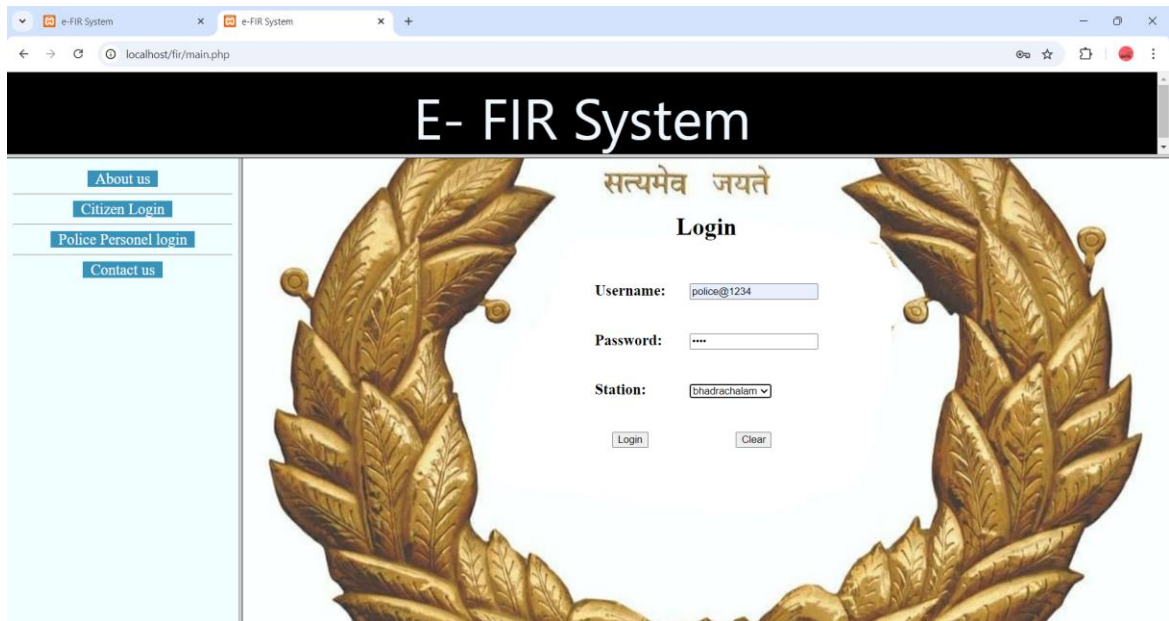 e-FIR System
e-FIR System
localhost/fir/main.php
E- FIR System
About us
Citizen Login
Police Personel login
Contact us
सत्यमेव जयते
Login
Username: police@1234
Password: ••••
Station: bhadrachalam
Login Clear